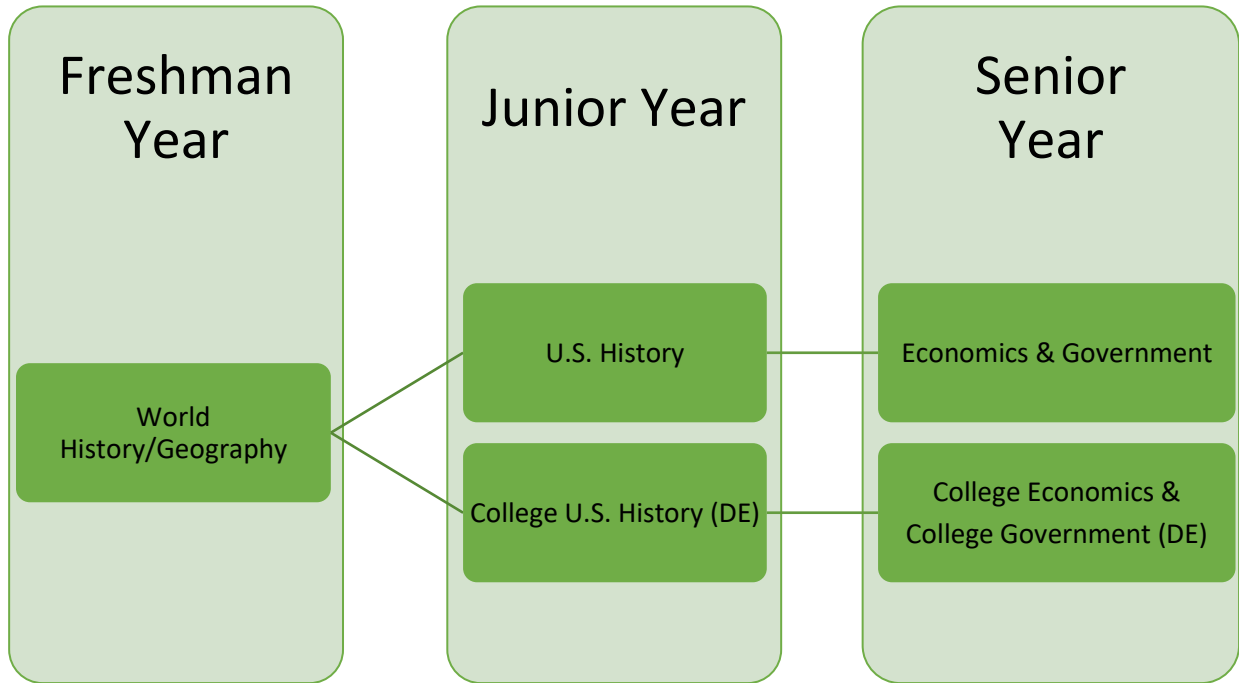 Freshman
Year
World
History/Geography
Junior Year
U.S. History
College U.S. History (DE)
Senior
Year
Economics & Government
College Economics &
College Government (DE)